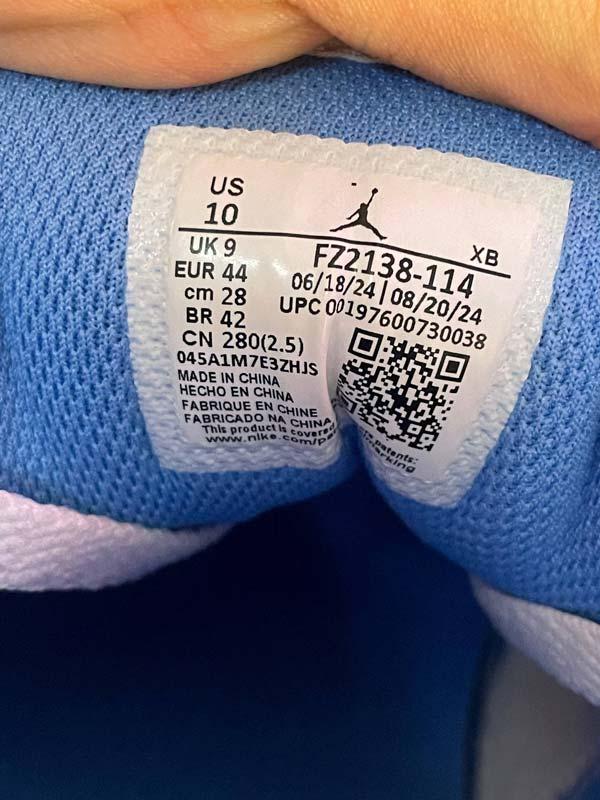 US
10
XB
UK 9
EUR 44
cm 28
BR 42
CN 280(2.5)
045A1M7E3ZHJS
MADE IN CHINA
HECHO EN CHINA
FABRIQUE EN CHINE
FABRICADO NA CHINA
This product is covered
www.nike.com/
FZ2138-114
06/18/24|08/20/24
UPC 00197600730038
patents: